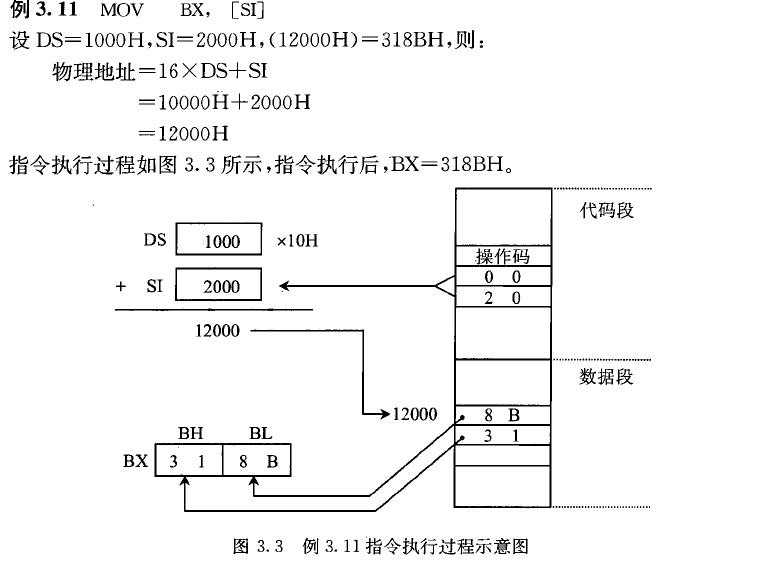 例3.11 MOV BX, [SI]
设 DS=1000H,SI=2000H,(12000H)=318BH,则:
物理地址=16×DS+SI
=10000H+2000H
=12000H
指令执行过程如图 3.3 所示,指令执行后,BX=318BH。
代码段
DS 1000 ×10H
操作码
0 0
+ SI 2000
2 0
12000
数据段
12000 8 B
3 1
BH BL
BX 3 1 8 B
图 3.3 例 3.11 指令执行过程示意图